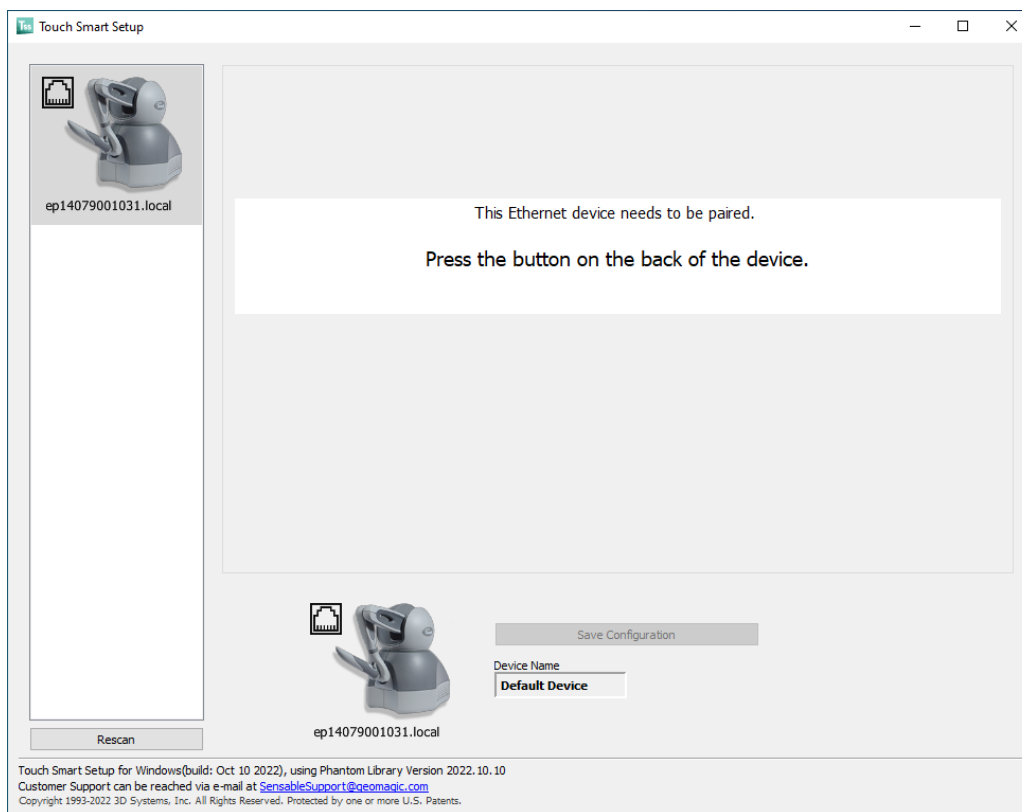 Tss Touch Smart Setup
ep14079001031.local
This Ethernet device needs to be paired.
Press the button on the back of the device.
Save Configuration
Device Name
Default Device
ep14079001031.local
Rescan
Touch Smart Setup for Windows(build: Oct 10 2022), using Phantom Library Version 2022.10.10
Customer Support can be reached via e-mail at SensableSupport@geomagic.com
Copyright 1993-2022 3D Systems, Inc. All Rights Reserved. Protected by one or more U.S. Patents.